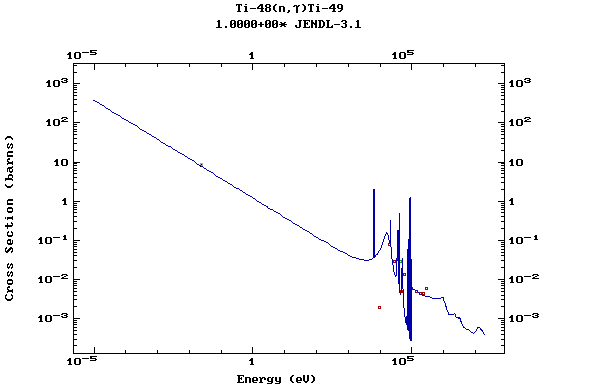 Ti-48(n,γ)Ti-49
1.0000+00* JENDL-3.1
10⁻⁵ 1 10⁵
10³ 10³
10² 10²
10 10
1 1
10⁻¹ 10⁻¹
10⁻² 10⁻²
10⁻³ 10⁻³
Cross Section (barns)
10⁻⁵ 1 10⁵
Energy (eV)